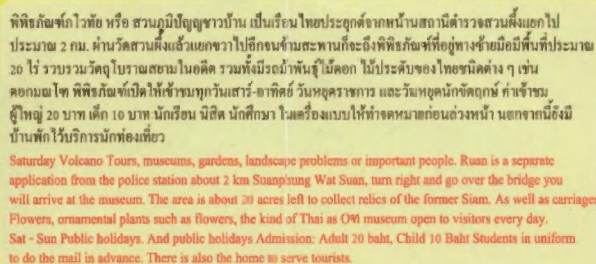 พิพิธภัณฑ์ภโวทัย หรือ สวนภูมิปัญญาชาวบ้าน เป็นเรือนไทยประยุกต์จากหน้าสถานีตำรวจสวนผึ้งแยกไป
ประมาณ 2 กม. ผ่านวัดสวนผึ้งแล้วแยกขวาไปอีกจนข้ามสะพานก็จะถึงพิพิธภัณฑ์ที่อยู่ทางซ้ายมือมีพื้นที่ประมาณ
20 ไร่ รวบรวมวัตถุโบราณสยามในอดีต รวมทั้งมีรถม้าพันธุ์ไม้ดอก ไม้ประดับของไทยชนิดต่าง ๆ เช่น
ดอกมณโฑ พิพิธภัณฑ์เปิดให้เข้าชมทุกวันเสาร์-อาทิตย์ วันหยุดราชการ และวันหยุดนักขัตฤกษ์ ค่าเข้าชม
ผู้ใหญ่ 20 บาท เด็ก 10 บาท นักเรียน นิสิต นักศึกษา ในเครื่องแบบให้ทำจดหมายก่อนล่วงหน้า นอกจากนี้ยังมี
บ้านพักไว้บริการนักท่องเที่ยว
Saturday Volcano Tours, museums, gardens, landscape problems or important people. Ruan is a separate
application from the police station about 2 km Suanphung Wat Suan, turn right and go over the bridge you
will arrive at the museum. The area is about 20 acres left to collect relics of the former Siam. As well as carriages
Flowers, ornamental plants such as flowers, the kind of Thai as museum open to visitors every day.
Sat - Sun Public holidays. And public holidays Admission: Adult 20 baht, Child 10 Baht Students in uniform
to do the mail in advance. There is also the home to serve tourists.